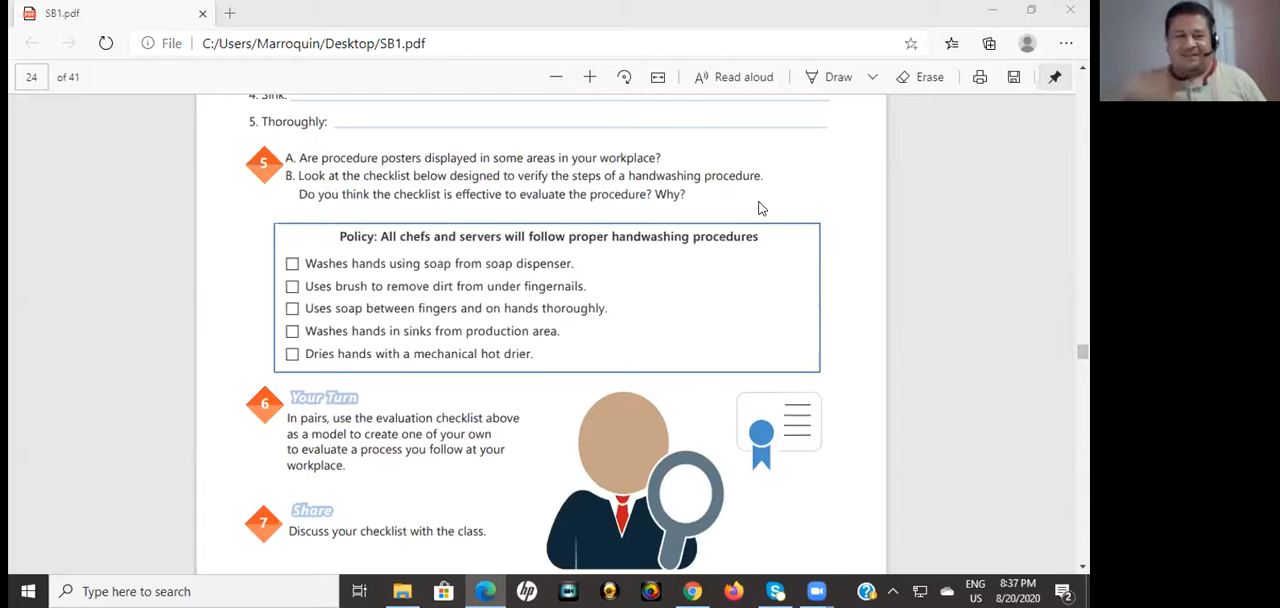 SB1.pdf
File
C:/Users/Marroquin/Desktop/SB1.pdf
24 of 41
Read aloud
Draw
Erase
4. Sink:
5. Thoroughly:
5
A. Are procedure posters displayed in some areas in your workplace?
B. Look at the checklist below designed to verify the steps of a handwashing procedure.
Do you think the checklist is effective to evaluate the procedure? Why?
Policy: All chefs and servers will follow proper handwashing procedures
Washes hands using soap from soap dispenser.
Uses brush to remove dirt from under fingernails.
Uses soap between fingers and on hands thoroughly.
Washes hands in sinks from production area.
Dries hands with a mechanical hot drier.
6
Your Turn
In pairs, use the evaluation checklist above
as a model to create one of your own
to evaluate a process you follow at your
workplace.
7
Share
Discuss your checklist with the class.
Type here to search
hp
ENG
US
8:37 PM
8/20/2020
2